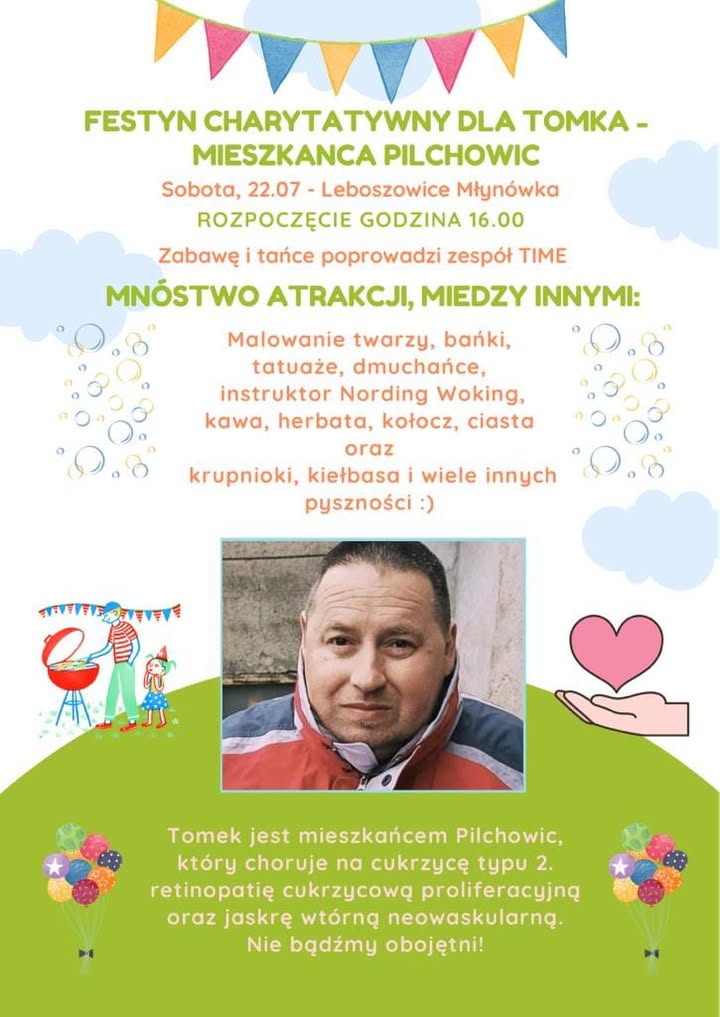 FESTYN CHARYTATYWNY DLA TOMKA -
MIESZKANCA PILCHOWIC
Sobota, 22.07 - Leboszowice Młynówka
ROZPOCZĘCIE GODZINA 16.00
Zabawę i tańce poprowadzi zespół TIME
MNÓSTWO ATRAKCJI, MIEDZY INNYMI:
Malowanie twarzy, bańki,
tatuaże, dmuchańce,
instruktor Nording Woking,
kawa, herbata, kołocz, ciasta
oraz
krupnioki, kiełbasa i wiele innych
pyszności :)
Tomek jest mieszkańcem Pilchowic,
który choruje na cukrzycę typu 2.
retinopatię cukrzycową proliferacyjną
oraz jaskrę wtórną neowaskularną.
Nie bądźmy obojętni!